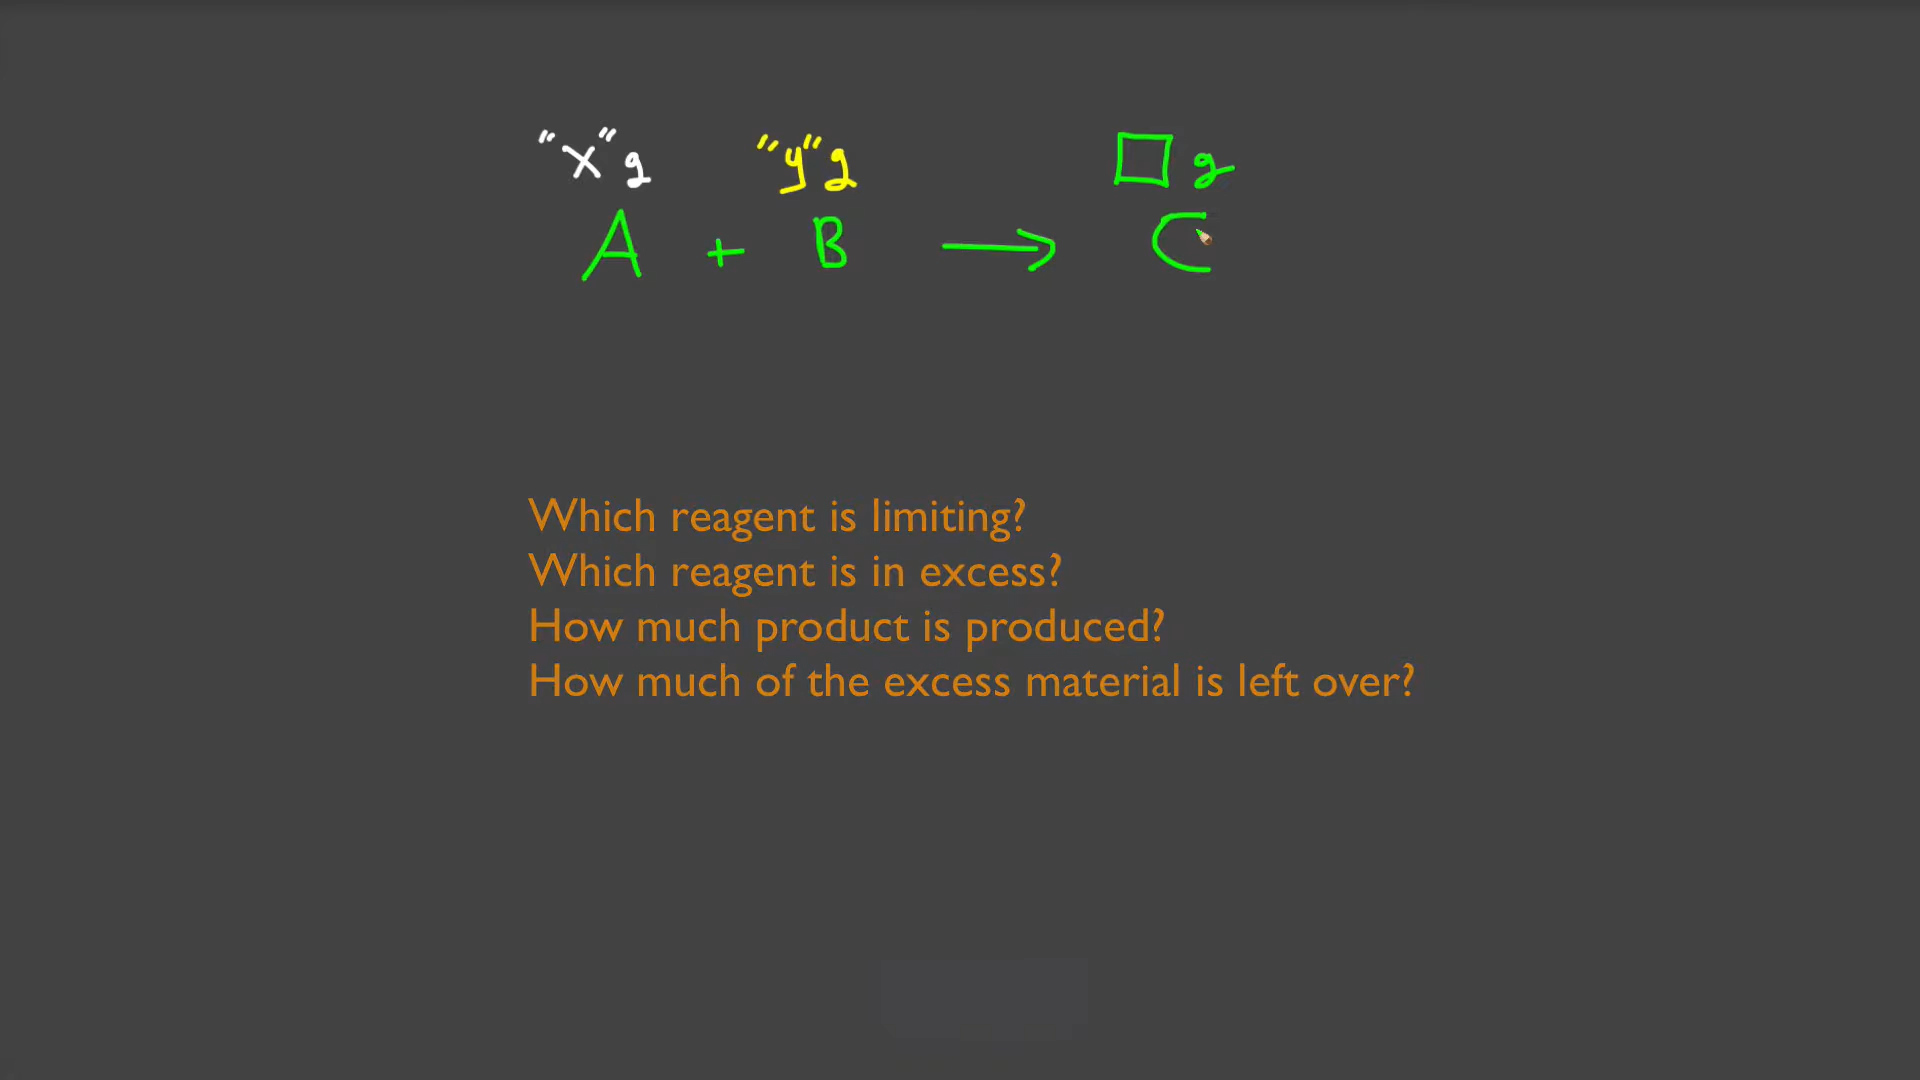 "x" g "y" g □ g
A + B → C
Which reagent is limiting?
Which reagent is in excess?
How much product is produced?
How much of the excess material is left over?